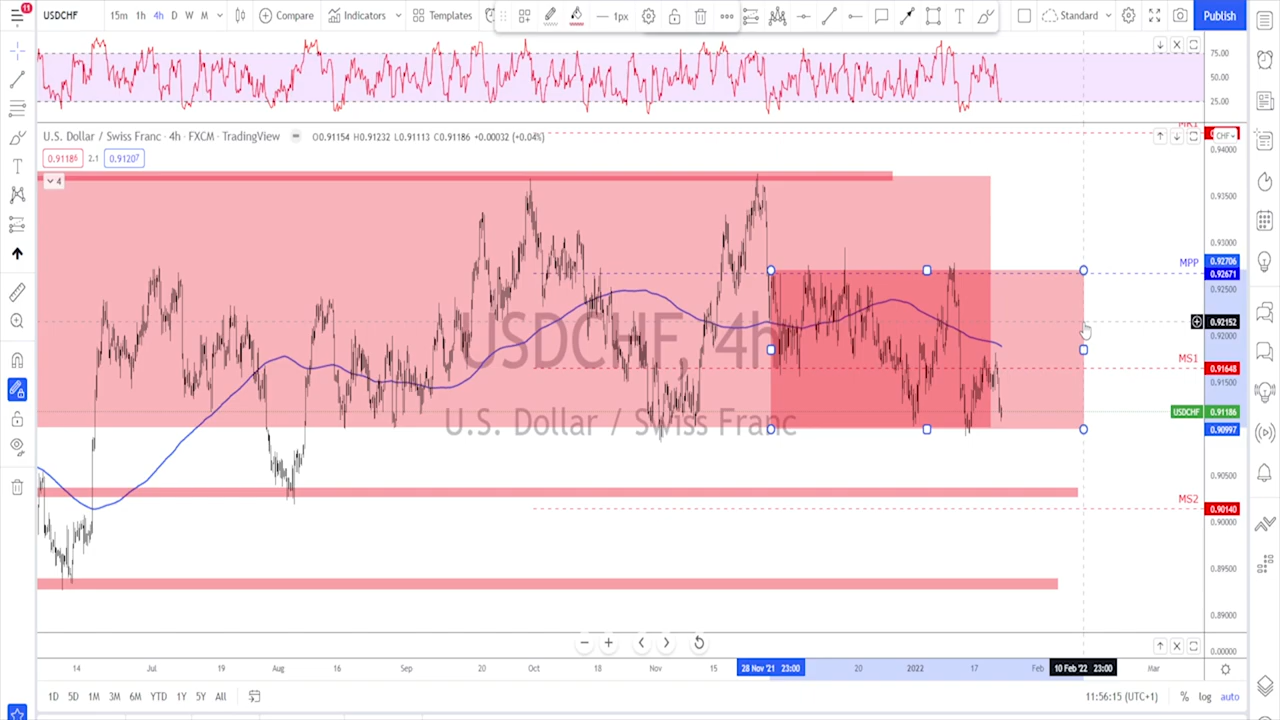 11
USDCHF 15m 1h 4h D W M Compare Indicators Templates 1px Standard Publish
75.00
50.00
25.00
U.S. Dollar / Swiss Franc · 4h · FXCM · TradingView O0.91154 H0.91232 L0.91113 C0.91186 +0.00032 (+0.04%)
MR1
CHF
0.94000
0.91186 2.1 0.91207
4
0.93500
0.93000
MPP 0.92706
0.92671
0.92500
0.92152
0.92000
USDCHF, 4h
MS1 0.91648
0.91500
USDCHF 0.91186
U.S. Dollar / Swiss Franc
0.90997
0.90500
MS2 0.90140
0.90000
0.89500
0.89000
0.00000
14 Jul 19 Aug 16 Sep 20 Oct 18 Nov 15 28 Nov '21 23:00 20 2022 17 Feb 10 Feb '22 23:00 Mar
1D 5D 1M 3M 6M YTD 1Y 5Y All 11:56:15 (UTC+1) % log auto